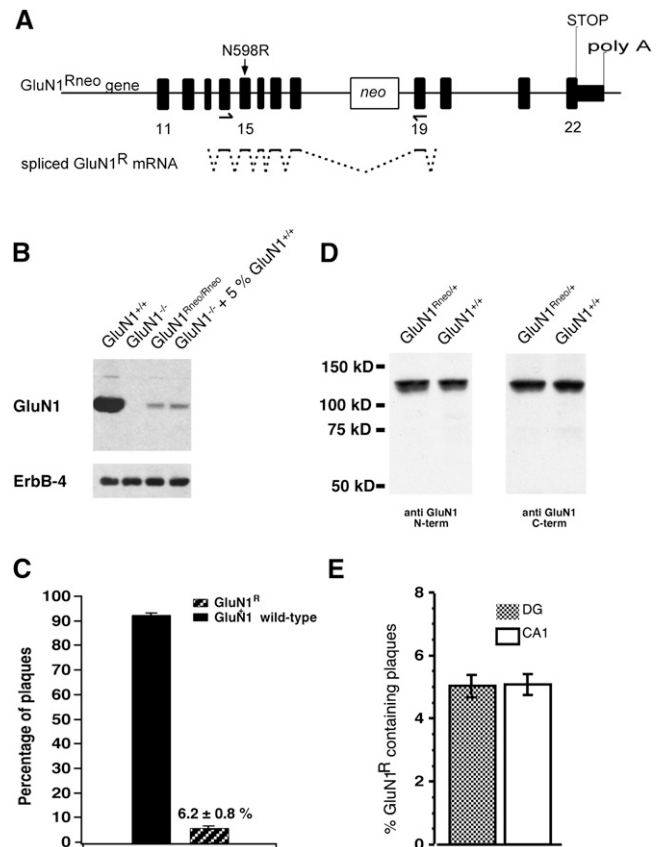 A
STOP
poly A
N598R
GluN1Rneo gene
neo
11 15 19 22
spliced GluN1R mRNA
B
GluN1+/+
GluN1-/-
GluN1Rneo/Rneo
GluN1-/- + 5 % GluN1+/+
GluN1
ErbB-4
D
GluN1Rneo/+
GluN1+/+
GluN1Rneo/+
GluN1+/+
150 kD
100 kD
75 kD
50 kD
anti GluN1
N-term
anti GluN1
C-term
C
Percentage of plaques
100
90
80
70
60
50
40
30
20
10
0
GluN1R
GluN1+ wild-type
6.2 ± 0.8 %
E
% GluN1R containing plaques
8
6
4
2
0
DG
CA1